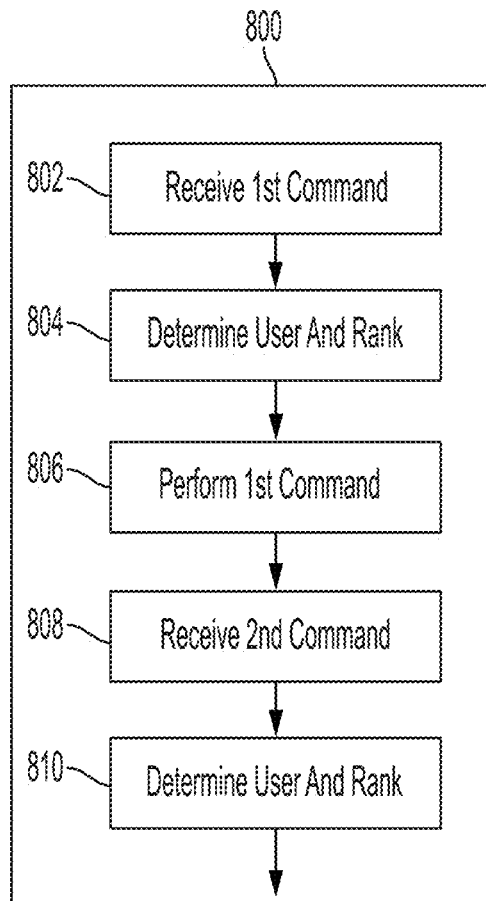 800
802
Receive 1st Command
804
Determine User And Rank
806
Perform 1st Command
808
Receive 2nd Command
810
Determine User And Rank